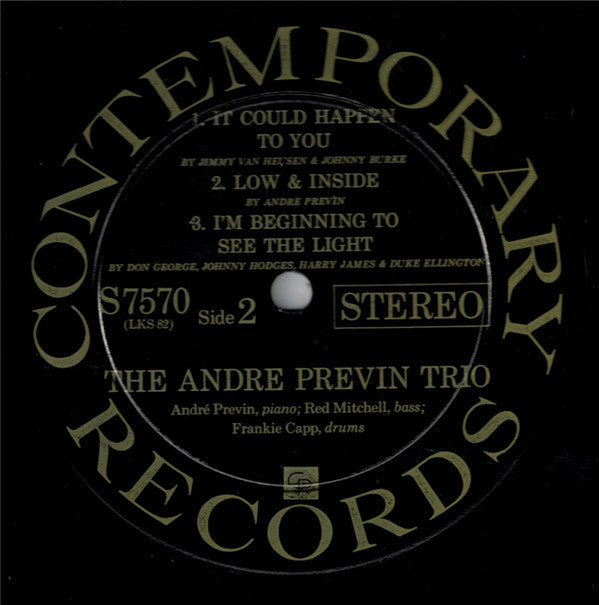 CONTEMPORARY
1. IT COULD HAPPEN
TO YOU
BY JIMMY VAN HEUSEN & JOHNNY BURKE
2. LOW & INSIDE
BY ANDRE PREVIN
3. I'M BEGINNING TO
SEE THE LIGHT
BY DON GEORGE, JOHNNY HODGES, HARRY JAMES & DUKE ELLINGTON
S7570
(LKS 82)
Side 2
STEREO
THE ANDRE PREVIN TRIO
André Previn, piano; Red Mitchell, bass;
Frankie Capp, drums
CR
RECORDS